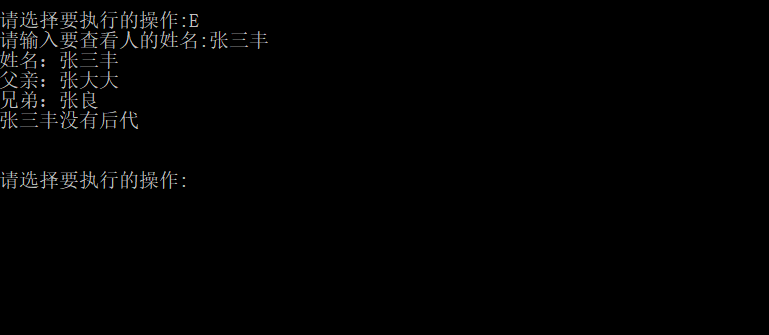 请选择要执行的操作:E
请输入要查看人的姓名:张三丰
姓名：张三丰
父亲：张大大
兄弟：张良
张三丰没有后代
请选择要执行的操作: